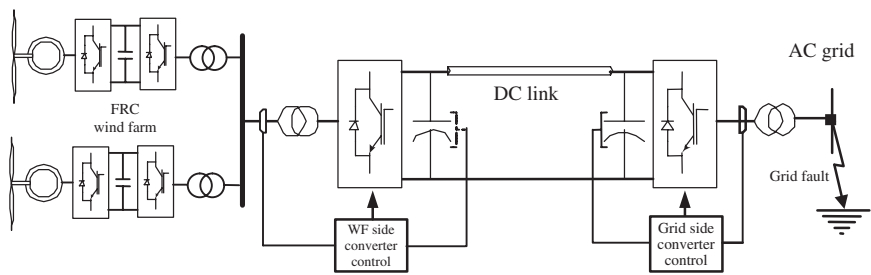 AC grid
DC link
FRC
wind farm
Grid fault
WF side
converter
control
Grid side
converter
control